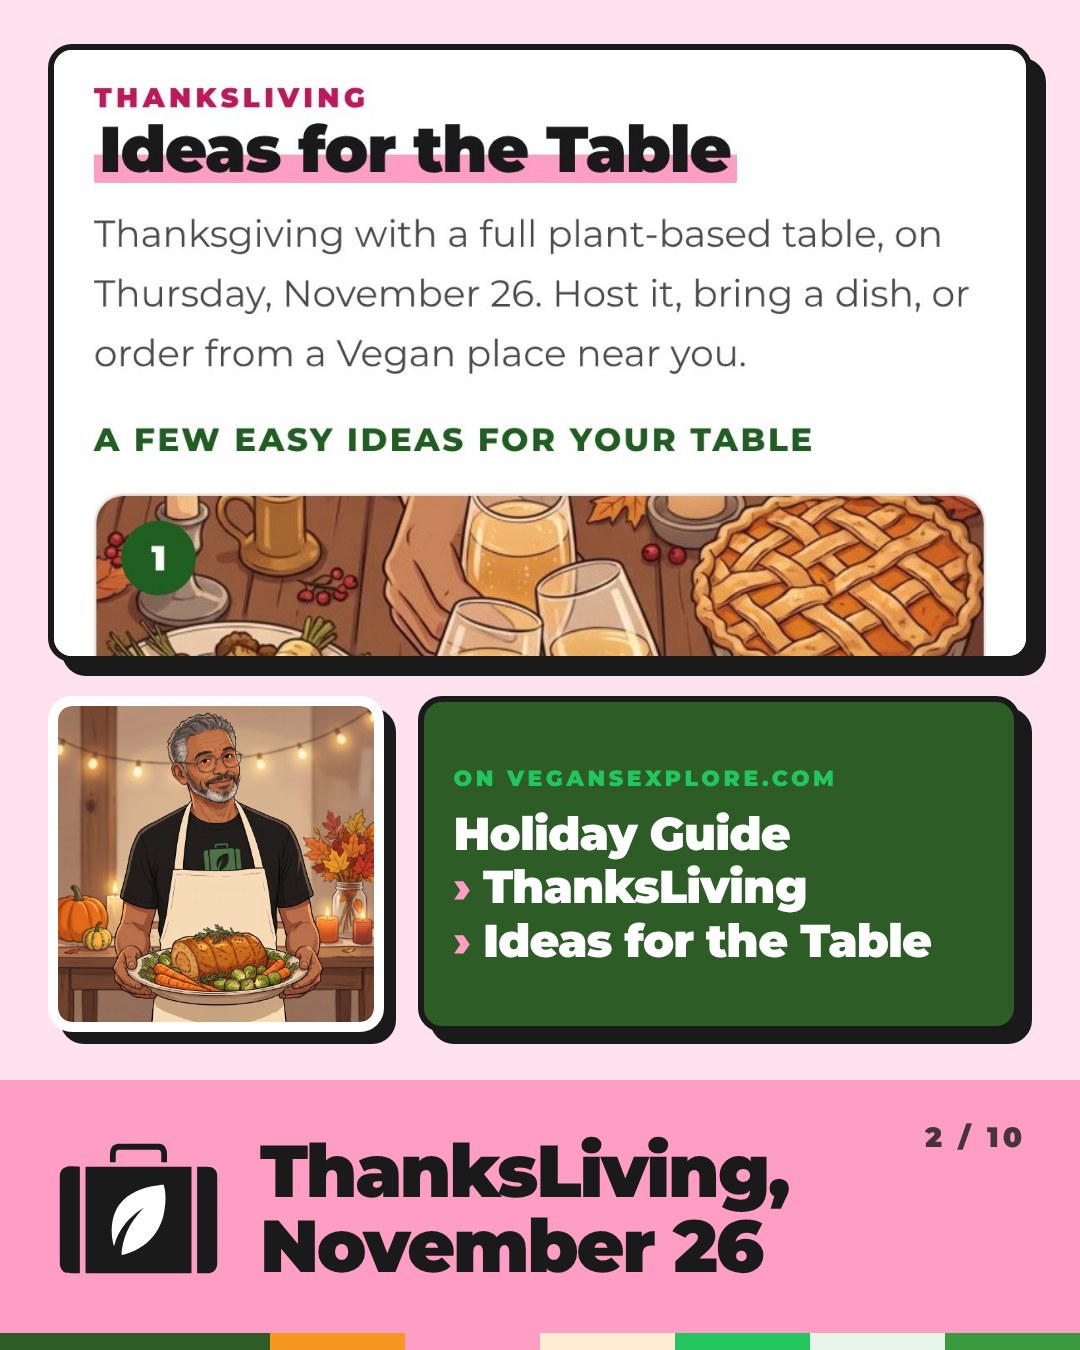 THANKSLIVING
Ideas for the Table
Thanksgiving with a full plant-based table, on
Thursday, November 26. Host it, bring a dish, or
order from a Vegan place near you.
A FEW EASY IDEAS FOR YOUR TABLE
1
ON VEGANSEXPLORE.COM
Holiday Guide
› ThanksLiving
› Ideas for the Table
2 / 10
ThanksLiving,
November 26